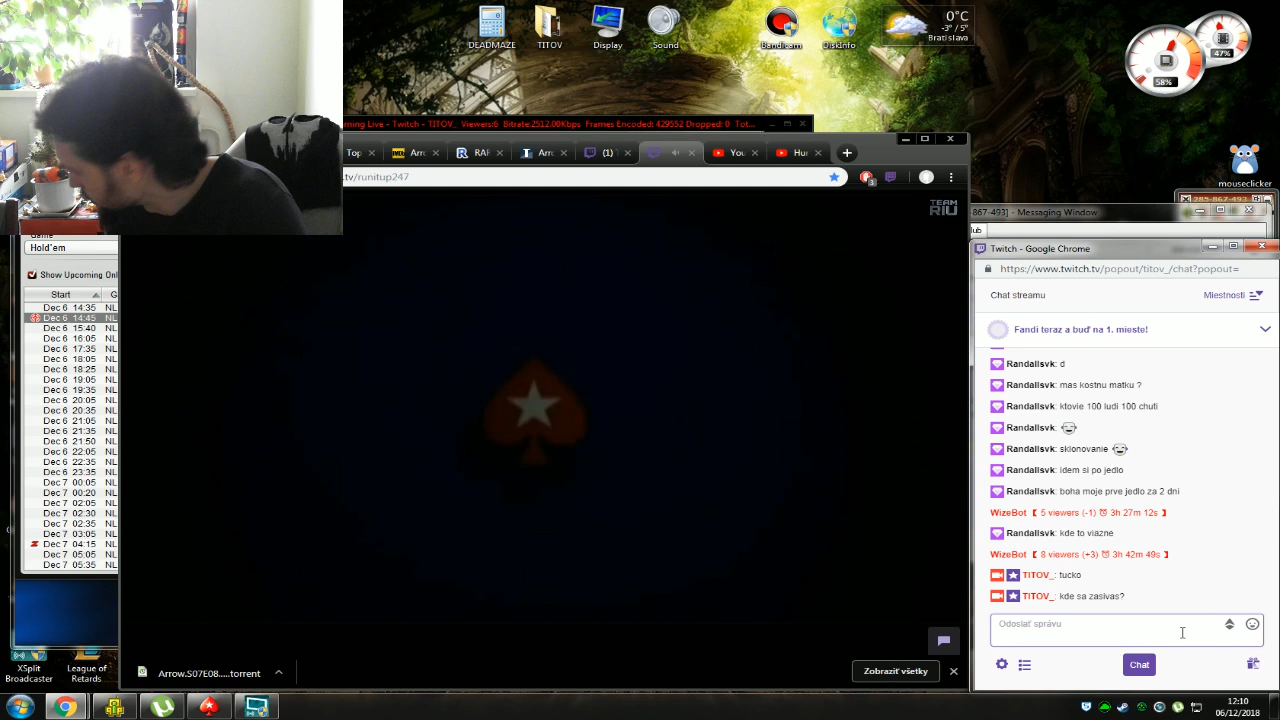 DEADMAZE
TITOV
Display
Sound
Bandicam
DiskInfo
0°C
-3° / 5°
Bratislava
47%
58%
ming Live - Twitch - TITOV_ Viewers:6 Bitrate:2512.00Kbps Frames Encoded: 429552 Dropped: 0 Tot...
Top
Arro
RAF
Arro
(1)
You
Hur
tv/runitup247
mouseclicker
TEAM
RIU
285-867-493
867-493] - Messaging Window
lub
Hold'em
Show Upcoming Onl
Start
G
Dec 6 14:35 NL
Dec 6 14:45 NL
Dec 6 15:40 NL
Dec 6 16:05 NL
Dec 6 17:35 NL
Dec 6 18:05 NL
Dec 6 18:25 NL
Dec 6 19:05 NL
Dec 6 19:35 NL
Dec 6 20:05 NL
Dec 6 20:35 NL
Dec 6 21:05 NL
Dec 6 21:35 NL
Dec 6 21:50 NL
Dec 6 22:05 NL
Dec 6 22:35 NL
Dec 6 23:35 NL
Dec 7 00:05 NL
Dec 7 00:20 NL
Dec 7 02:05 NL
Dec 7 02:30 NL
Dec 7 02:35 NL
Dec 7 03:05 NL
Dec 7 04:15 NL
Dec 7 05:05 NL
Dec 7 05:35 NL
Twitch - Google Chrome
https://www.twitch.tv/popout/titov_/chat?popout=
Chat streamu
Miestnosti
Fandi teraz a buď na 1. mieste!
Randallsvk: d
Randallsvk: mas kostnu matku ?
Randallsvk: ktovie 100 ludi 100 chuti
Randallsvk:
Randallsvk: sklonovanie
Randallsvk: idem si po jedlo
Randallsvk: boha moje prve jedlo za 2 dni
WizeBot 【 5 viewers (-1) ⏰ 3h 27m 12s 】
Randallsvk: kde to viazne
WizeBot 【 8 viewers (+3) ⏰ 3h 42m 49s 】
TITOV_: tucko
TITOV_: kde sa zasivas?
Odoslať správu
Chat
XSplit
Broadcaster
League of
Retards
Arrow.S07E08.....torrent
Zobraziť všetky
12:10
06/12/2018